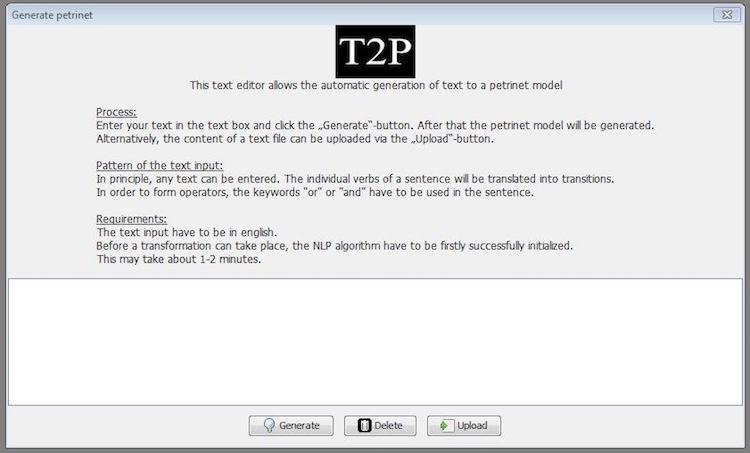 Generate petrinet
T2P
This text editor allows the automatic generation of text to a petrinet model
Process:
Enter your text in the text box and click the „Generate“-button. After that the petrinet model will be generated.
Alternatively, the content of a text file can be uploaded via the „Upload“-button.
Pattern of the text input:
In principle, any text can be entered. The individual verbs of a sentence will be translated into transitions.
In order to form operators, the keywords "or" or "and" have to be used in the sentence.
Requirements:
The text input have to be in english.
Before a transformation can take place, the NLP algorithm have to be firstly successfully initialized.
This may take about 1-2 minutes.
Generate Delete Upload